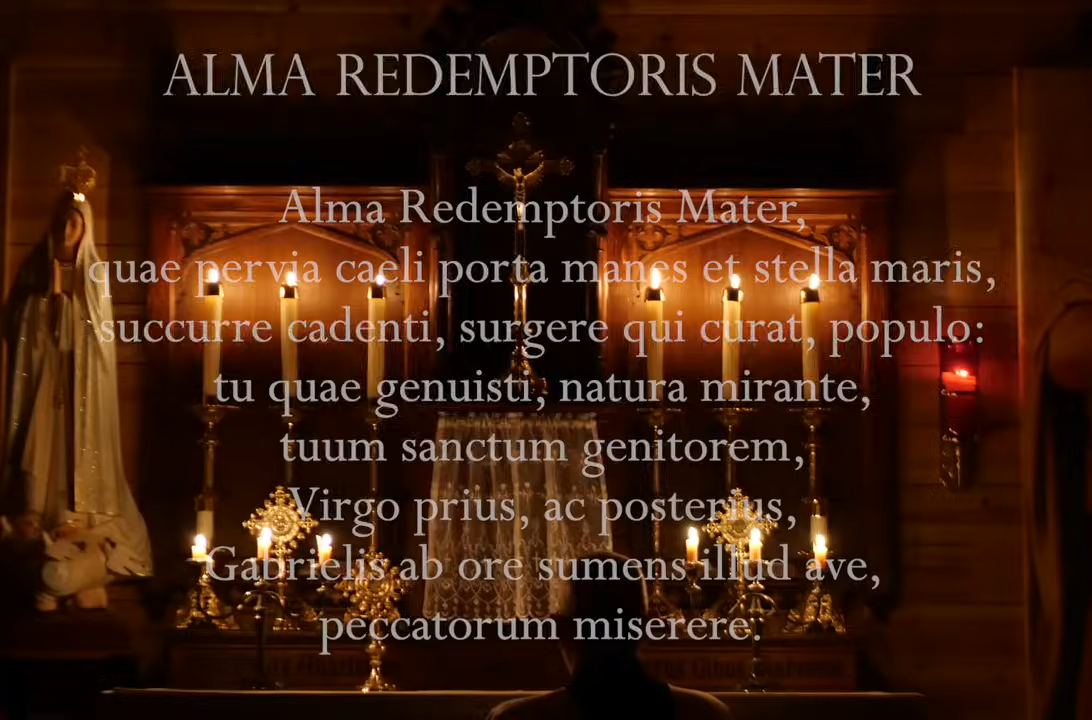 ALMA REDEMPTORIS MATER
Alma Redemptoris Mater,
quae pervia caeli porta manes et stella maris,
succurre cadenti, surgere qui curat, populo:
tu quae genuisti, natura mirante,
tuum sanctum genitorem,
Virgo prius, ac posterius,
Gabrielis ab ore sumens illud ave,
peccatorum miserere.